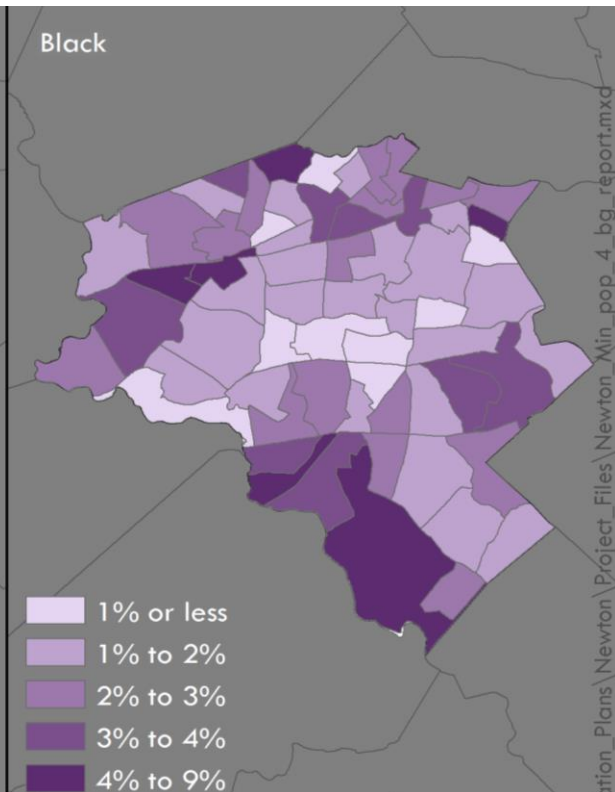 Black
1% or less
1% to 2%
2% to 3%
3% to 4%
4% to 9%
ation_Plans\Newton\Project_Files\Newton_Min_pop_4_bg_report.mxd